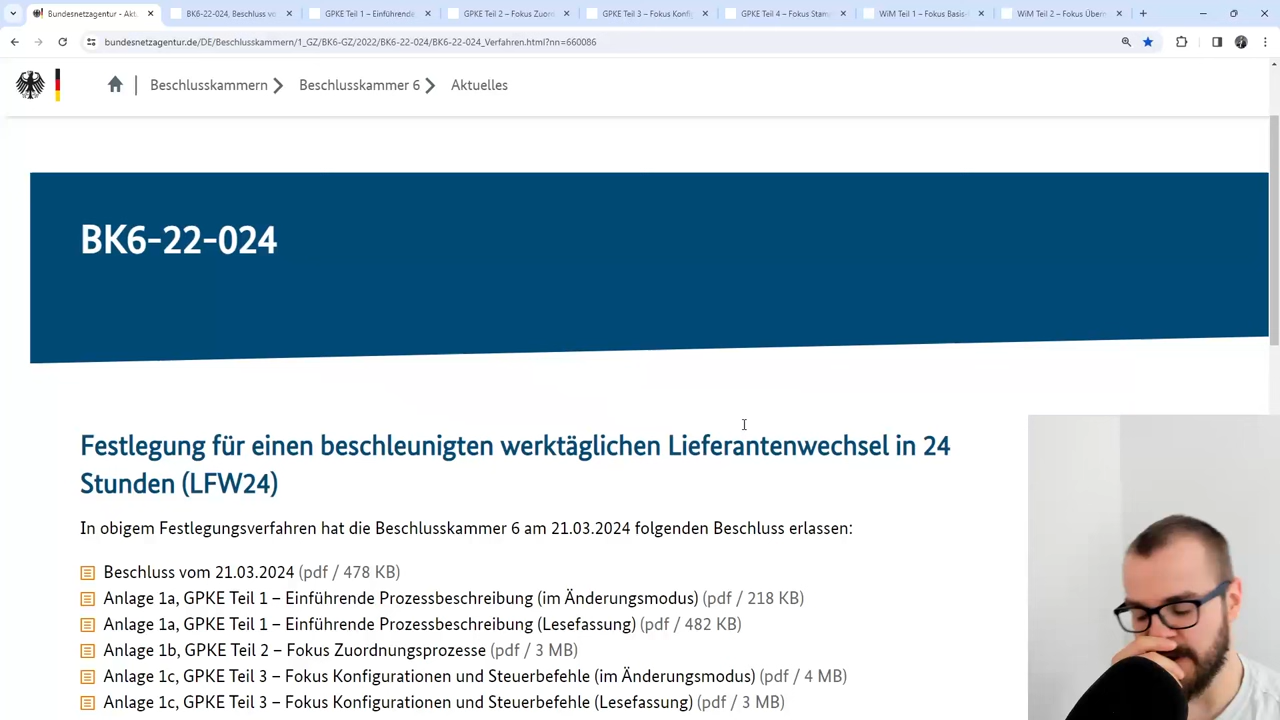 Bundesnetzagentur - Aktu
BK6-22-024, Beschluss vo
GPKE Teil 1 – Einführende
GPKE Teil 2 – Fokus Zuord
GPKE Teil 3 – Fokus Konfig
GPKE Teil 4 – Fokus Stam
WiM Teil 1 – Fokus Basis-
WiM Teil 2 – Fokus Überm
bundesnetzagentur.de/DE/Beschlusskammern/1_GZ/BK6-GZ/2022/BK6-22-024/BK6-22-024_Verfahren.html?nn=660086
Beschlusskammern Beschlusskammer 6 Aktuelles
BK6-22-024
Festlegung für einen beschleunigten werktäglichen Lieferantenwechsel in 24
Stunden (LFW24)
In obigem Festlegungsverfahren hat die Beschlusskammer 6 am 21.03.2024 folgenden Beschluss erlassen:
Beschluss vom 21.03.2024 (pdf / 478 KB)
Anlage 1a, GPKE Teil 1 – Einführende Prozessbeschreibung (im Änderungsmodus) (pdf / 218 KB)
Anlage 1a, GPKE Teil 1 – Einführende Prozessbeschreibung (Lesefassung) (pdf / 482 KB)
Anlage 1b, GPKE Teil 2 – Fokus Zuordnungsprozesse (pdf / 3 MB)
Anlage 1c, GPKE Teil 3 – Fokus Konfigurationen und Steuerbefehle (im Änderungsmodus) (pdf / 4 MB)
Anlage 1c, GPKE Teil 3 – Fokus Konfigurationen und Steuerbefehle (Lesefassung) (pdf / 3 MB)